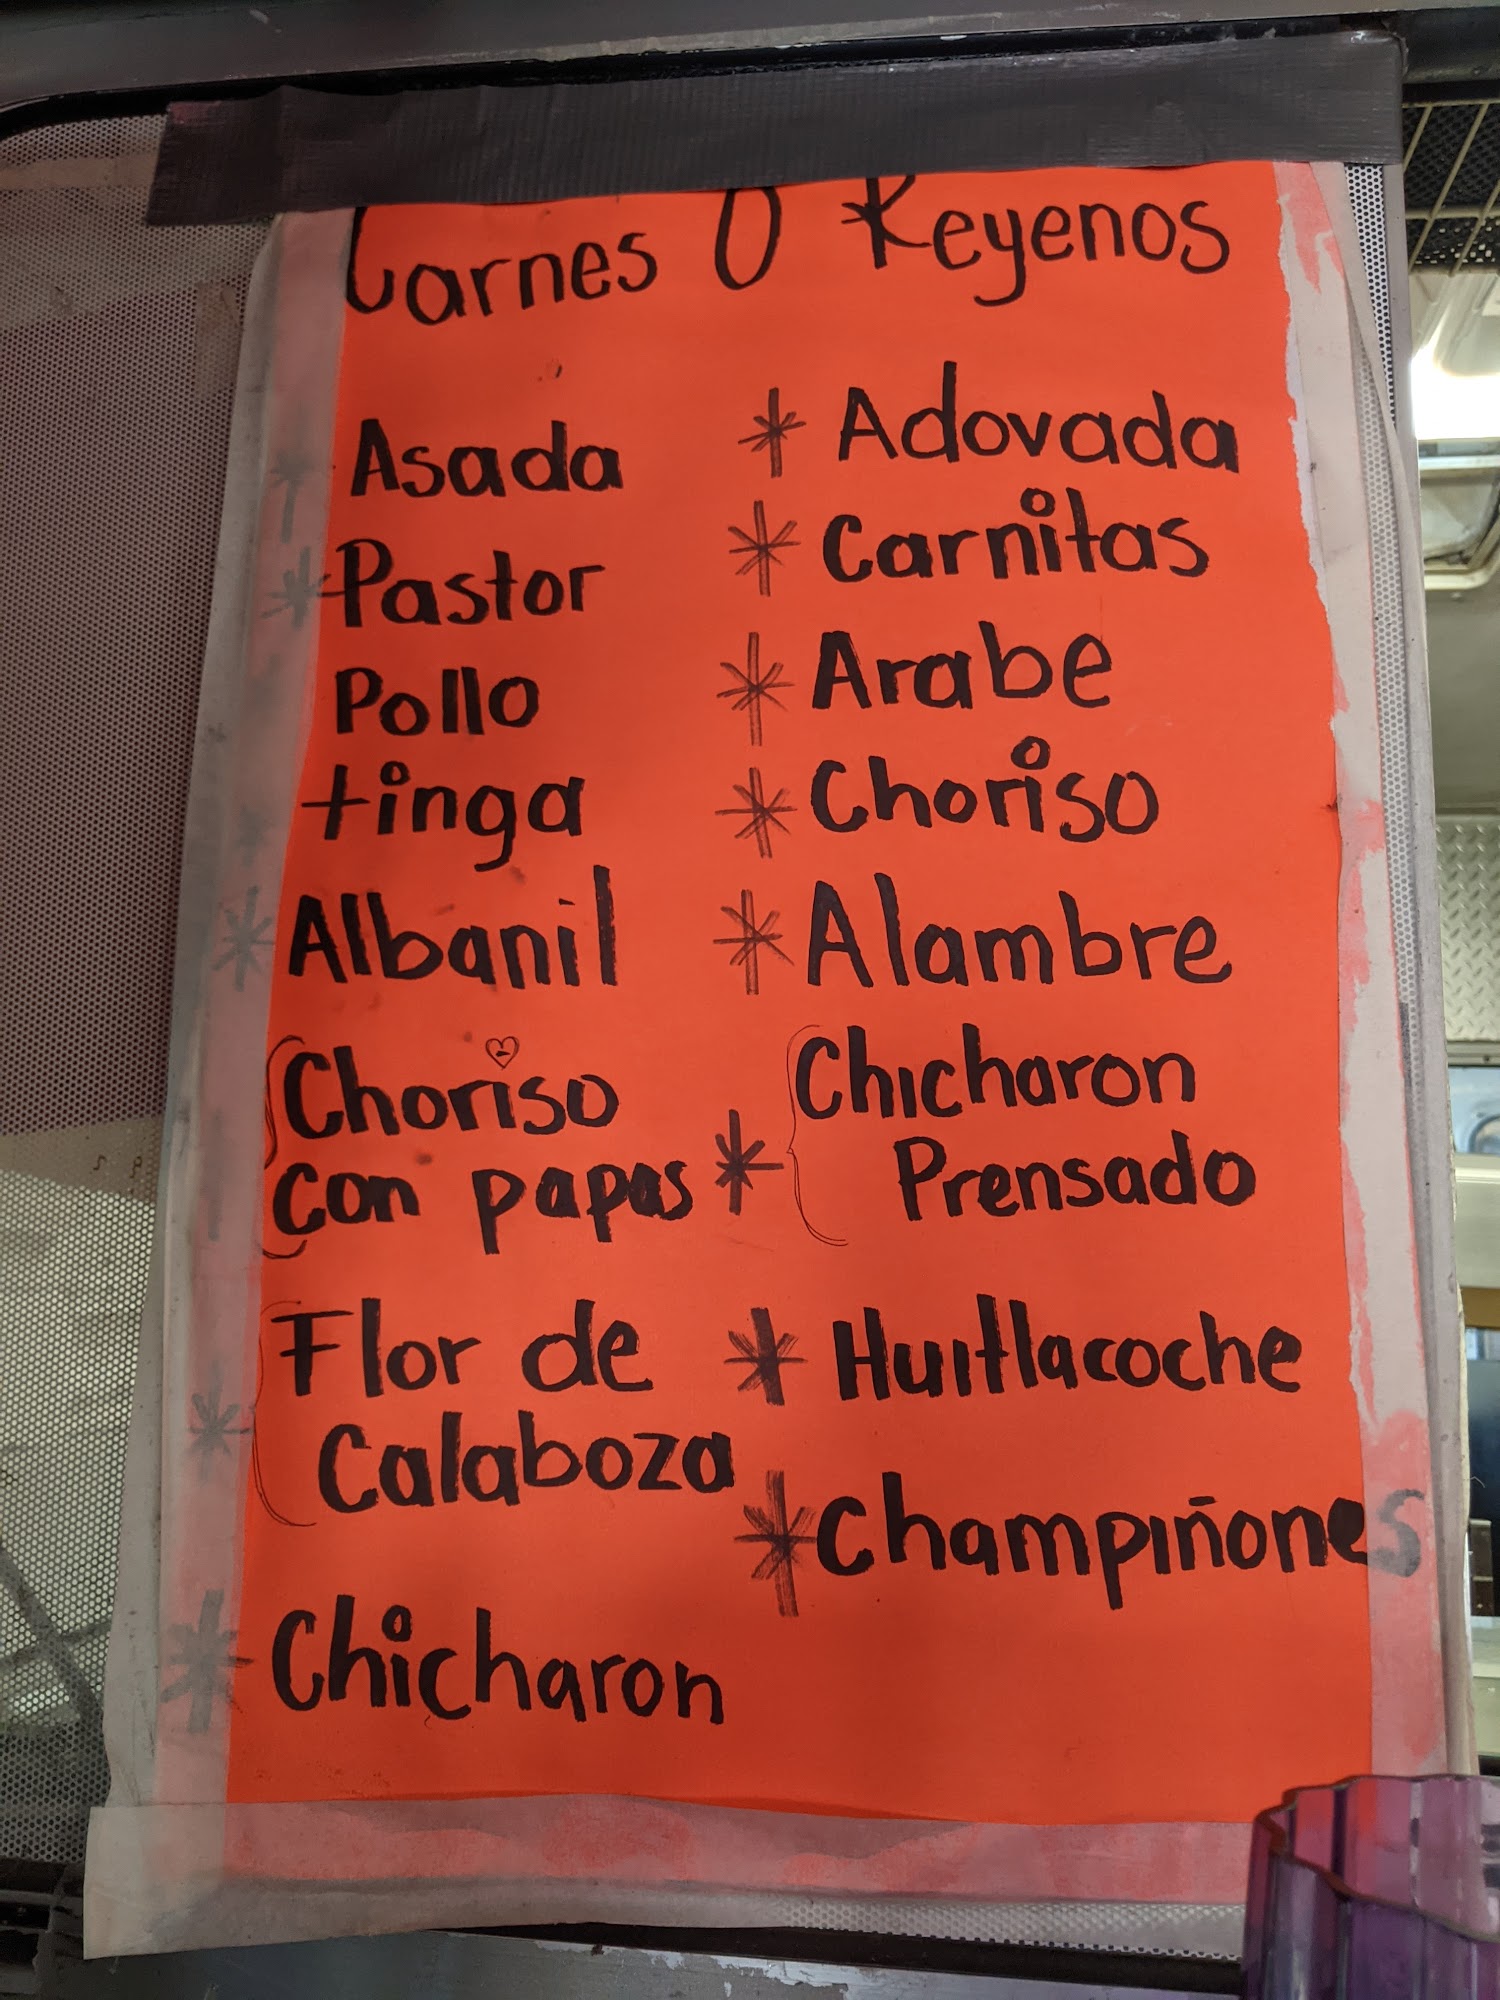 Carnes O Reyenos
Asada
* Pastor
Pollo
tinga
* Albanil
Choriso
con papas
* Flor de
Calaboza
* Chicharon
* Adovada
* Carnitas
* Arabe
* Choriso
* Alambre
* Chicharon
Prensado
* Huitlacoche
* Champiñones